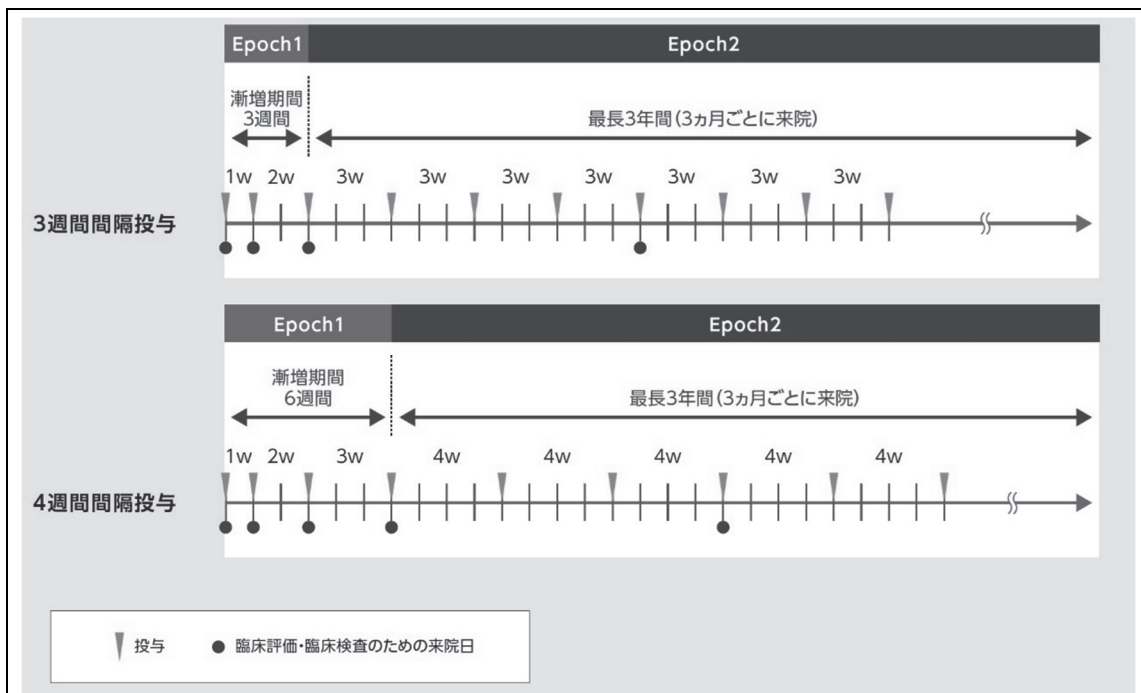 Epoch1 Epoch2
漸増期間
3週間
最長3年間(3ヵ月ごとに来院)
1w 2w 3w 3w 3w 3w 3w 3w 3w
3週間間隔投与
Epoch1 Epoch2
漸増期間
6週間
最長3年間(3ヵ月ごとに来院)
1w 2w 3w 4w 4w 4w 4w 4w
4週間間隔投与
投与 臨床評価・臨床検査のための来院日